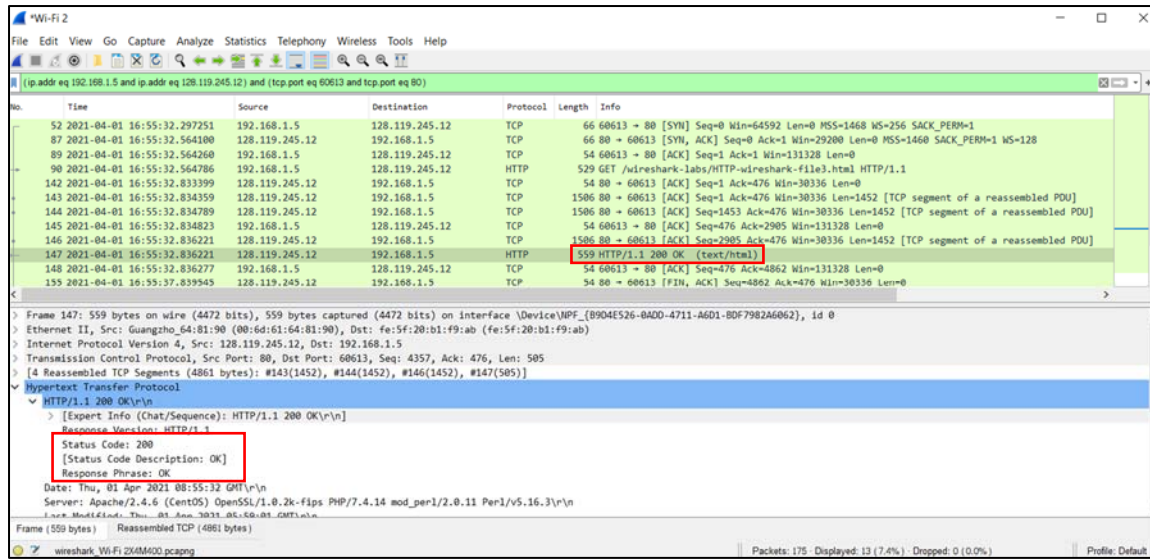 *Wi-Fi 2
File Edit View Go Capture Analyze Statistics Telephony Wireless Tools Help
(ip.addr eq 192.168.1.5 and ip.addr eq 128.119.245.12) and (tcp.port eq 60613 and tcp.port eq 80)
No. Time Source Destination Protocol Length Info
52 2021-04-01 16:55:32.297251 192.168.1.5 128.119.245.12 TCP 66 60613 → 80 [SYN] Seq=0 Win=64592 Len=0 MSS=1468 WS=256 SACK_PERM=1
87 2021-04-01 16:55:32.564100 128.119.245.12 192.168.1.5 TCP 66 80 → 60613 [SYN, ACK] Seq=0 Ack=1 Win=29200 Len=0 MSS=1460 SACK_PERM=1 WS=128
89 2021-04-01 16:55:32.564260 192.168.1.5 128.119.245.12 TCP 54 60613 → 80 [ACK] Seq=1 Ack=1 Win=131328 Len=0
90 2021-04-01 16:55:32.564786 192.168.1.5 128.119.245.12 HTTP 529 GET /wireshark-labs/HTTP-wireshark-file3.html HTTP/1.1
142 2021-04-01 16:55:32.833399 128.119.245.12 192.168.1.5 TCP 54 80 → 60613 [ACK] Seq=1 Ack=476 Win=30336 Len=0
143 2021-04-01 16:55:32.834359 128.119.245.12 192.168.1.5 TCP 1506 80 → 60613 [ACK] Seq=1 Ack=476 Win=30336 Len=1452 [TCP segment of a reassembled PDU]
144 2021-04-01 16:55:32.834789 128.119.245.12 192.168.1.5 TCP 1506 80 → 60613 [ACK] Seq=1453 Ack=476 Win=30336 Len=1452 [TCP segment of a reassembled PDU]
145 2021-04-01 16:55:32.834823 192.168.1.5 128.119.245.12 TCP 54 60613 → 80 [ACK] Seq=476 Ack=2905 Win=131328 Len=0
146 2021-04-01 16:55:32.836221 128.119.245.12 192.168.1.5 TCP 1506 80 → 60613 [ACK] Seq=2905 Ack=476 Win=30336 Len=1452 [TCP segment of a reassembled PDU]
147 2021-04-01 16:55:32.836221 128.119.245.12 192.168.1.5 HTTP 559 HTTP/1.1 200 OK (text/html)
148 2021-04-01 16:55:32.836277 192.168.1.5 128.119.245.12 TCP 54 60613 → 80 [ACK] Seq=476 Ack=4862 Win=131328 Len=0
155 2021-04-01 16:55:37.839545 128.119.245.12 192.168.1.5 TCP 54 80 → 60613 [FIN, ACK] Seq=4862 Ack=476 Win=30336 Len=0
Frame 147: 559 bytes on wire (4472 bits), 559 bytes captured (4472 bits) on interface \Device\NPF_{B9D4E526-0ADD-4711-A6D1-BDF7982A6062}, id 0
Ethernet II, Src: Guangzho_64:81:90 (00:6d:61:64:81:90), Dst: fe:5f:20:b1:f9:ab (fe:5f:20:b1:f9:ab)
Internet Protocol Version 4, Src: 128.119.245.12, Dst: 192.168.1.5
Transmission Control Protocol, Src Port: 80, Dst Port: 60613, Seq: 4357, Ack: 476, Len: 505
[4 Reassembled TCP Segments (4861 bytes): #143(1452), #144(1452), #146(1452), #147(505)]
Hypertext Transfer Protocol
HTTP/1.1 200 OK\r\n
[Expert Info (Chat/Sequence): HTTP/1.1 200 OK\r\n]
Response Version: HTTP/1.1
Status Code: 200
[Status Code Description: OK]
Response Phrase: OK
Date: Thu, 01 Apr 2021 08:55:32 GMT\r\n
Server: Apache/2.4.6 (CentOS) OpenSSL/1.0.2k-fips PHP/7.4.14 mod_perl/2.0.11 Perl/v5.16.3\r\n
Last-Modified: Thu, 01 Apr 2021 05:59:01 GMT\r\n
Frame (559 bytes) Reassembled TCP (4861 bytes)
wireshark_Wi-Fi 2X4M400.pcapng Packets: 175 · Displayed: 13 (7.4%) · Dropped: 0 (0.0%) Profile: Default